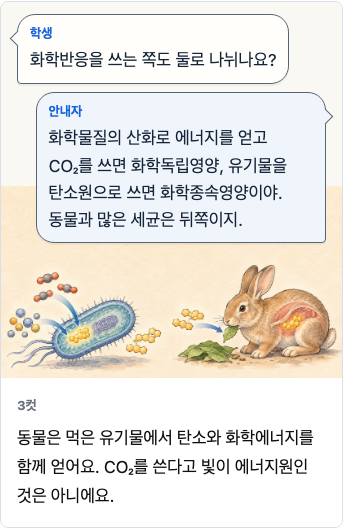 학생
화학반응을 쓰는 쪽도 둘로 나뉘나요?
안내자
화학물질의 산화로 에너지를 얻고
CO₂를 쓰면 화학독립영양, 유기물을
탄소원으로 쓰면 화학종속영양이야.
동물과 많은 세균은 뒤쪽이지.
3컷
동물은 먹은 유기물에서 탄소와 화학에너지를
함께 얻어요. CO₂를 쓴다고 빛이 에너지원인
것은 아니에요.